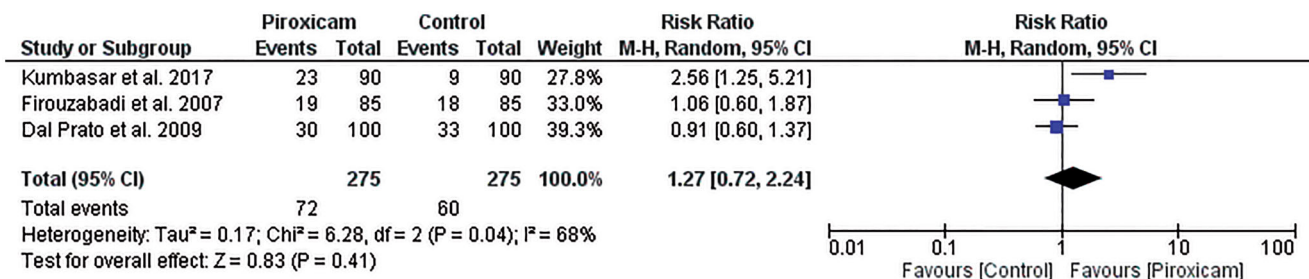 Piroxicam Control Risk Ratio Risk Ratio
Study or Subgroup Events Total Events Total Weight M-H, Random, 95% CI M-H, Random, 95% CI
Kumbasar et al. 2017 23 90 9 90 27.8% 2.56 [1.25, 5.21]
Firouzabadi et al. 2007 19 85 18 85 33.0% 1.06 [0.60, 1.87]
Dal Prato et al. 2009 30 100 33 100 39.3% 0.91 [0.60, 1.37]
Total (95% CI) 275 275 100.0% 1.27 [0.72, 2.24]
Total events 72 60
Heterogeneity: Tau² = 0.17; Chi² = 6.28, df = 2 (P = 0.04); I² = 68%
Test for overall effect: Z = 0.83 (P = 0.41)
0.01 0.1 1 10 100
Favours [Control] Favours [Piroxicam]